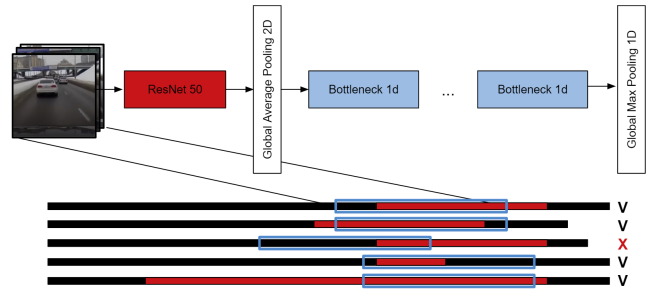 ResNet 50
Global Average Pooling 2D
Bottleneck 1d
...
Bottleneck 1d
Global Max Pooling 1D
V
V
X
V
V